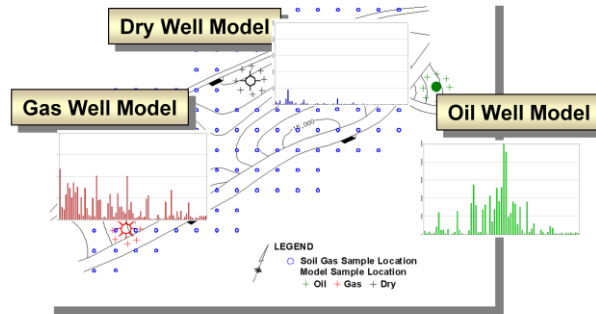 Dry Well Model
Gas Well Model
Oil Well Model
-15,000
LEGEND
Soil Gas Sample Location
Model Sample Location
Oil Gas Dry